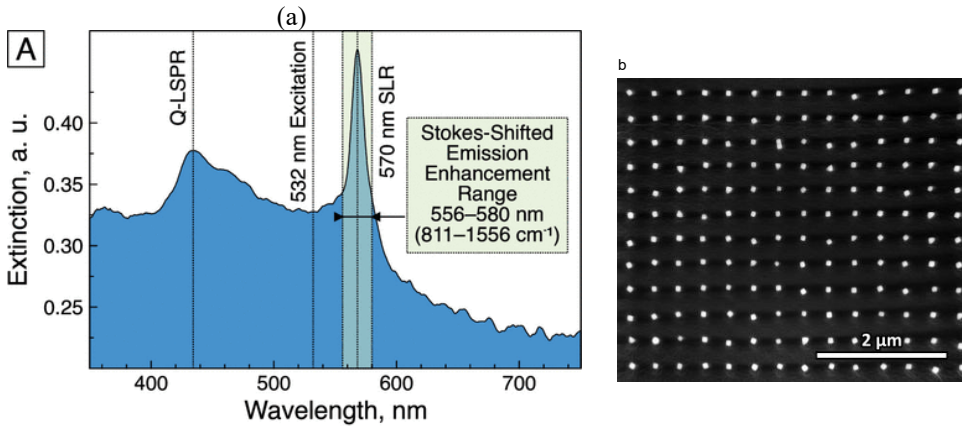 (a)
A
Q-LSPR
532 nm Excitation
570 nm SLR
Stokes-Shifted
Emission
Enhancement
Range
556–580 nm
(811–1556 cm⁻¹)
0.40
0.35
0.30
0.25
Extinction, a. u.
400 500 600 700
Wavelength, nm
b
2 μm